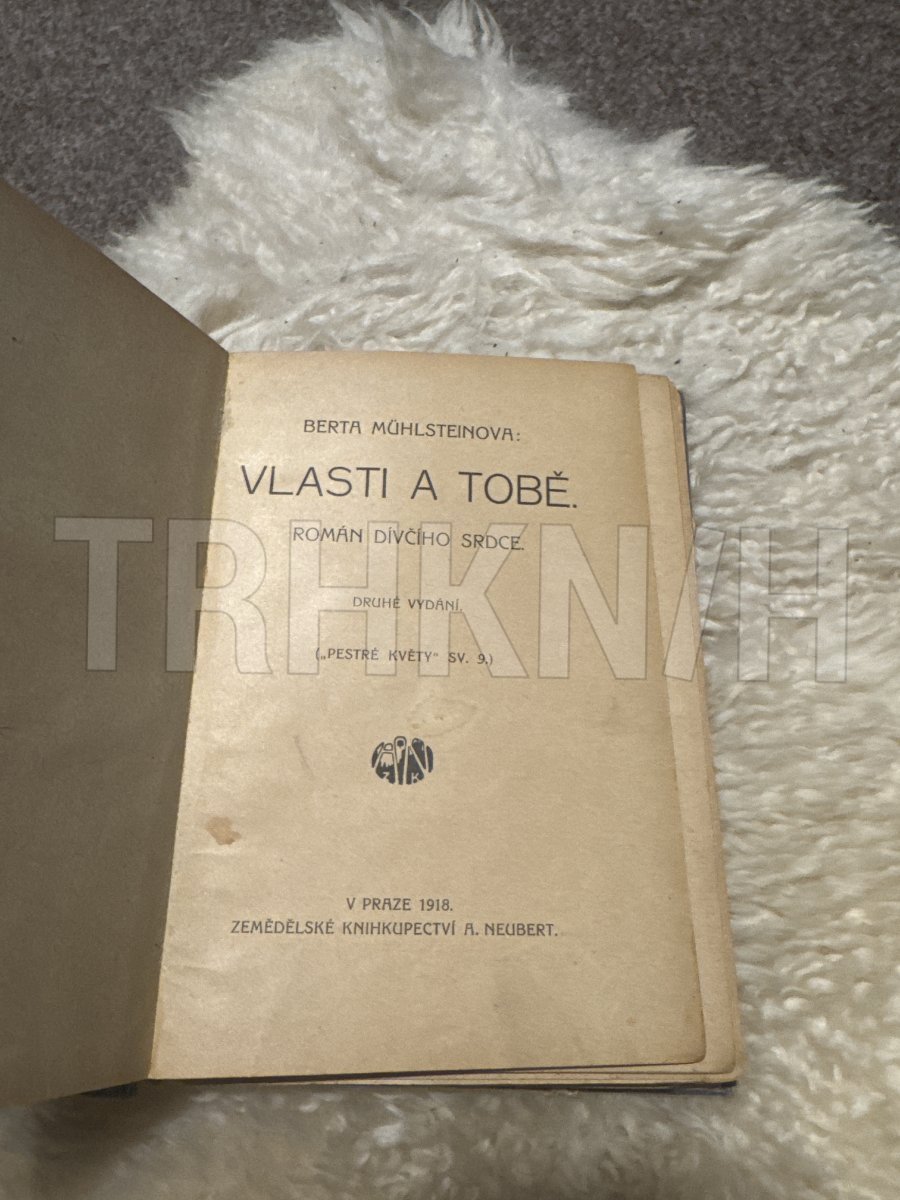 BERTA MÜHLSTEINOVA:
VLASTI A TOBĚ.
ROMÁN DÍVČÍHO SRDCE.
DRUHÉ VYDÁNÍ.
(„PESTRÉ KVĚTY" SV. 9.)
V PRAZE 1918.
ZEMĚDĚLSKÉ KNIHKUPECTVÍ A. NEUBERT.
TRHKNIH